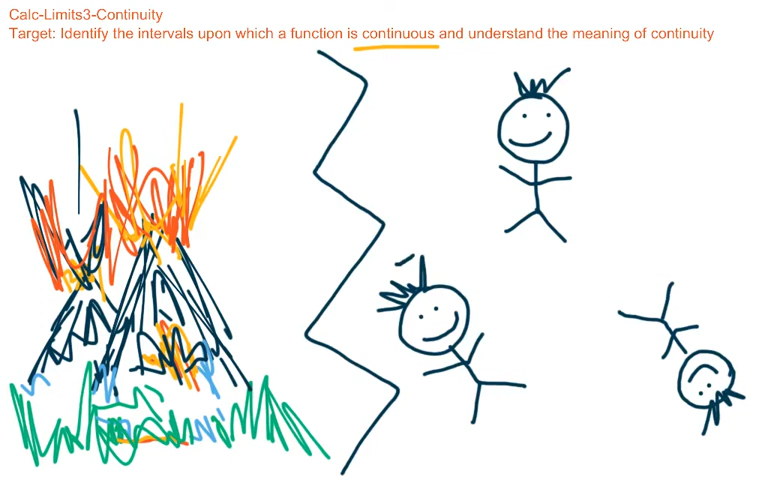 Calc-Limits3-Continuity
Target: Identify the intervals upon which a function is continuous and understand the meaning of continuity